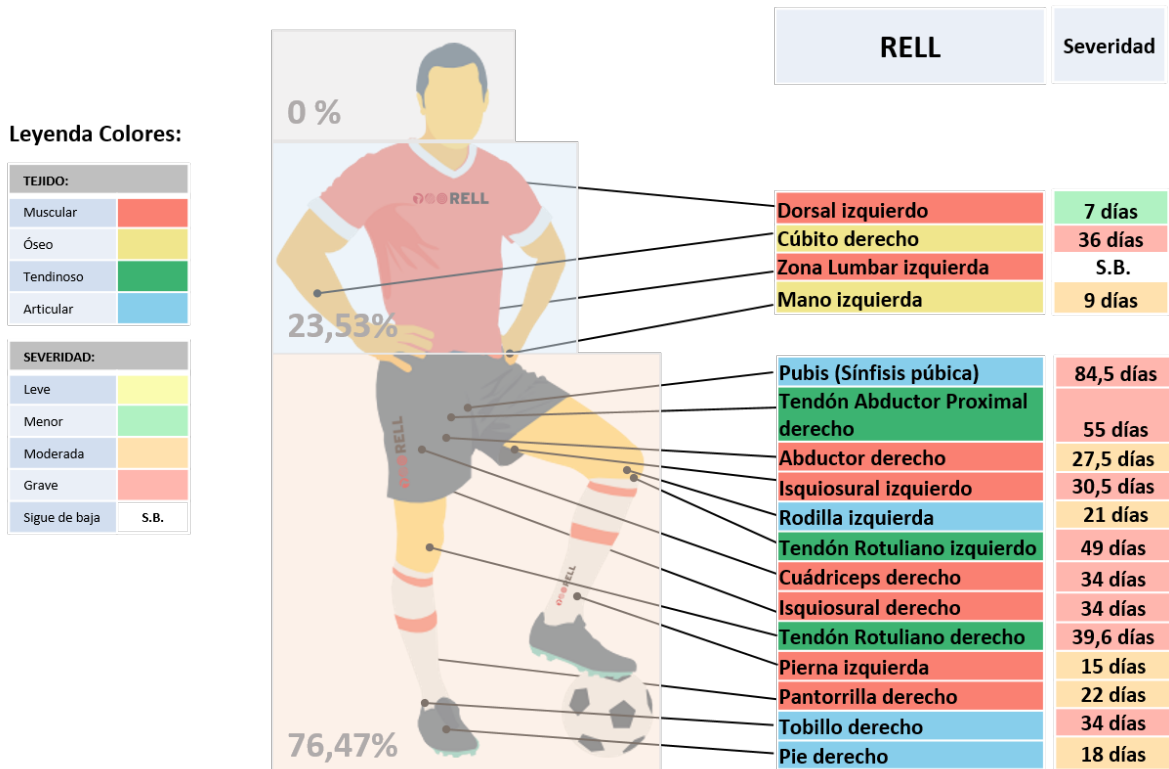 RELL Severidad
Leyenda Colores:
TEJIDO:
Muscular
Óseo
Tendinoso
Articular
SEVERIDAD:
Leve
Menor
Moderada
Grave
Sigue de baja S.B.
0 %
23,53%
76,47%
RELL
RELL
RELL
Dorsal izquierdo 7 días
Cúbito derecho 36 días
Zona Lumbar izquierda S.B.
Mano izquierda 9 días
Pubis (Sínfisis púbica) 84,5 días
Tendón Abductor Proximal
derecho 55 días
Abductor derecho 27,5 días
Isquiosural izquierdo 30,5 días
Rodilla izquierda 21 días
Tendón Rotuliano izquierdo 49 días
Cuádriceps derecho 34 días
Isquiosural derecho 34 días
Tendón Rotuliano derecho 39,6 días
Pierna izquierda 15 días
Pantorrilla derecho 22 días
Tobillo derecho 34 días
Pie derecho 18 días